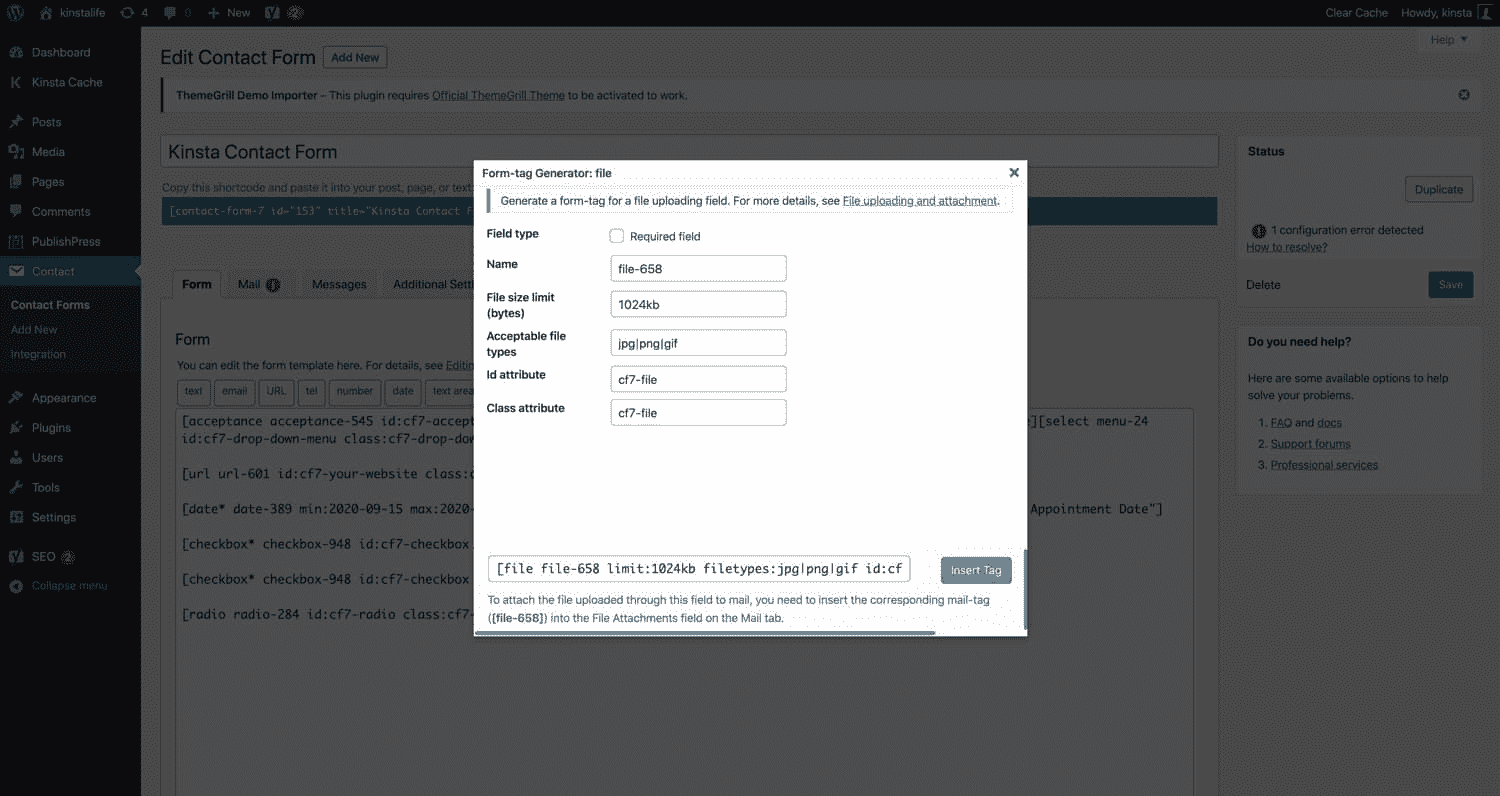 kinstalife 4 0 + New Clear Cache Howdy, kinsta
Dashboard
Kinsta Cache
Posts
Media
Pages
Comments
PublishPress
Contact
Contact Forms
Add New
Integration
Appearance
Plugins
Users
Tools
Settings
SEO 2
Collapse menu
Help
Edit Contact Form Add New
ThemeGrill Demo Importer – This plugin requires Official ThemeGrill Theme to be activated to work.
Kinsta Contact Form
Copy this shortcode and paste it into your post, page, or text
[contact-form-7 id="153" title="Kinsta Contact
Form Mail Messages Additional
Form
You can edit the form template here. For details, see
text email URL tel number date text area
[acceptance acceptance-545 id:cf7-accept ][select menu-24
id:cf7-drop-down-menu class:cf7-drop-dow
[url url-601 id:cf7-your-website class:c
[date* date-389 min:2020-09-15 max:2020- Appointment Date"]
[checkbox* checkbox-948 id:cf7-checkbox
[checkbox* checkbox-948 id:cf7-checkbox
[radio radio-284 id:cf7-radio class:cf7-
Form-tag Generator: file
Generate a form-tag for a file uploading field. For more details, see File uploading and attachment.
Field type Required field
Name file-658
File size limit
(bytes) 1024kb
Acceptable file
types jpg|png|gif
Id attribute cf7-file
Class attribute cf7-file
[file file-658 limit:1024kb filetypes:jpg|png|gif id:cf Insert Tag
To attach the file uploaded through this field to mail, you need to insert the corresponding mail-tag
([file-658]) into the File Attachments field on the Mail tab.
Status
Duplicate
1 configuration error detected
How to resolve?
Delete Save
Do you need help?
Here are some available options to help
solve your problems.
1. FAQ and docs
2. Support forums
3. Professional services